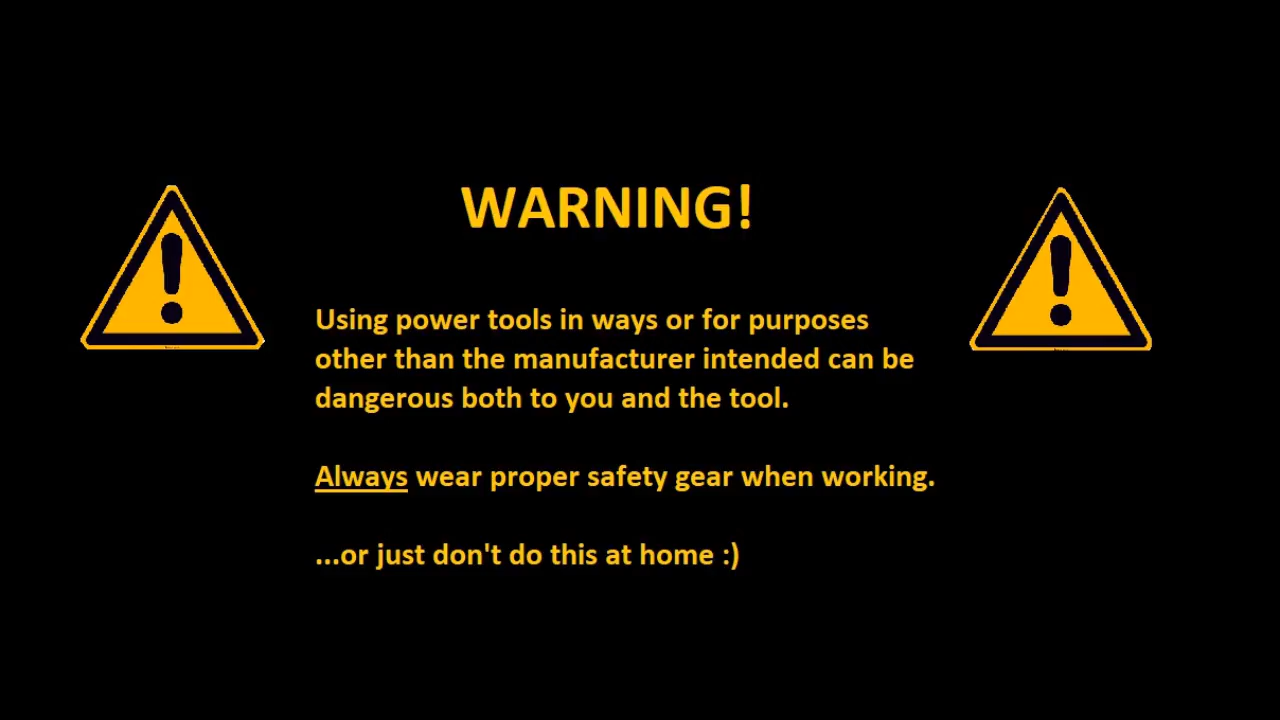 WARNING!
Using power tools in ways or for purposes
other than the manufacturer intended can be
dangerous both to you and the tool.
Always wear proper safety gear when working.
...or just don't do this at home :)